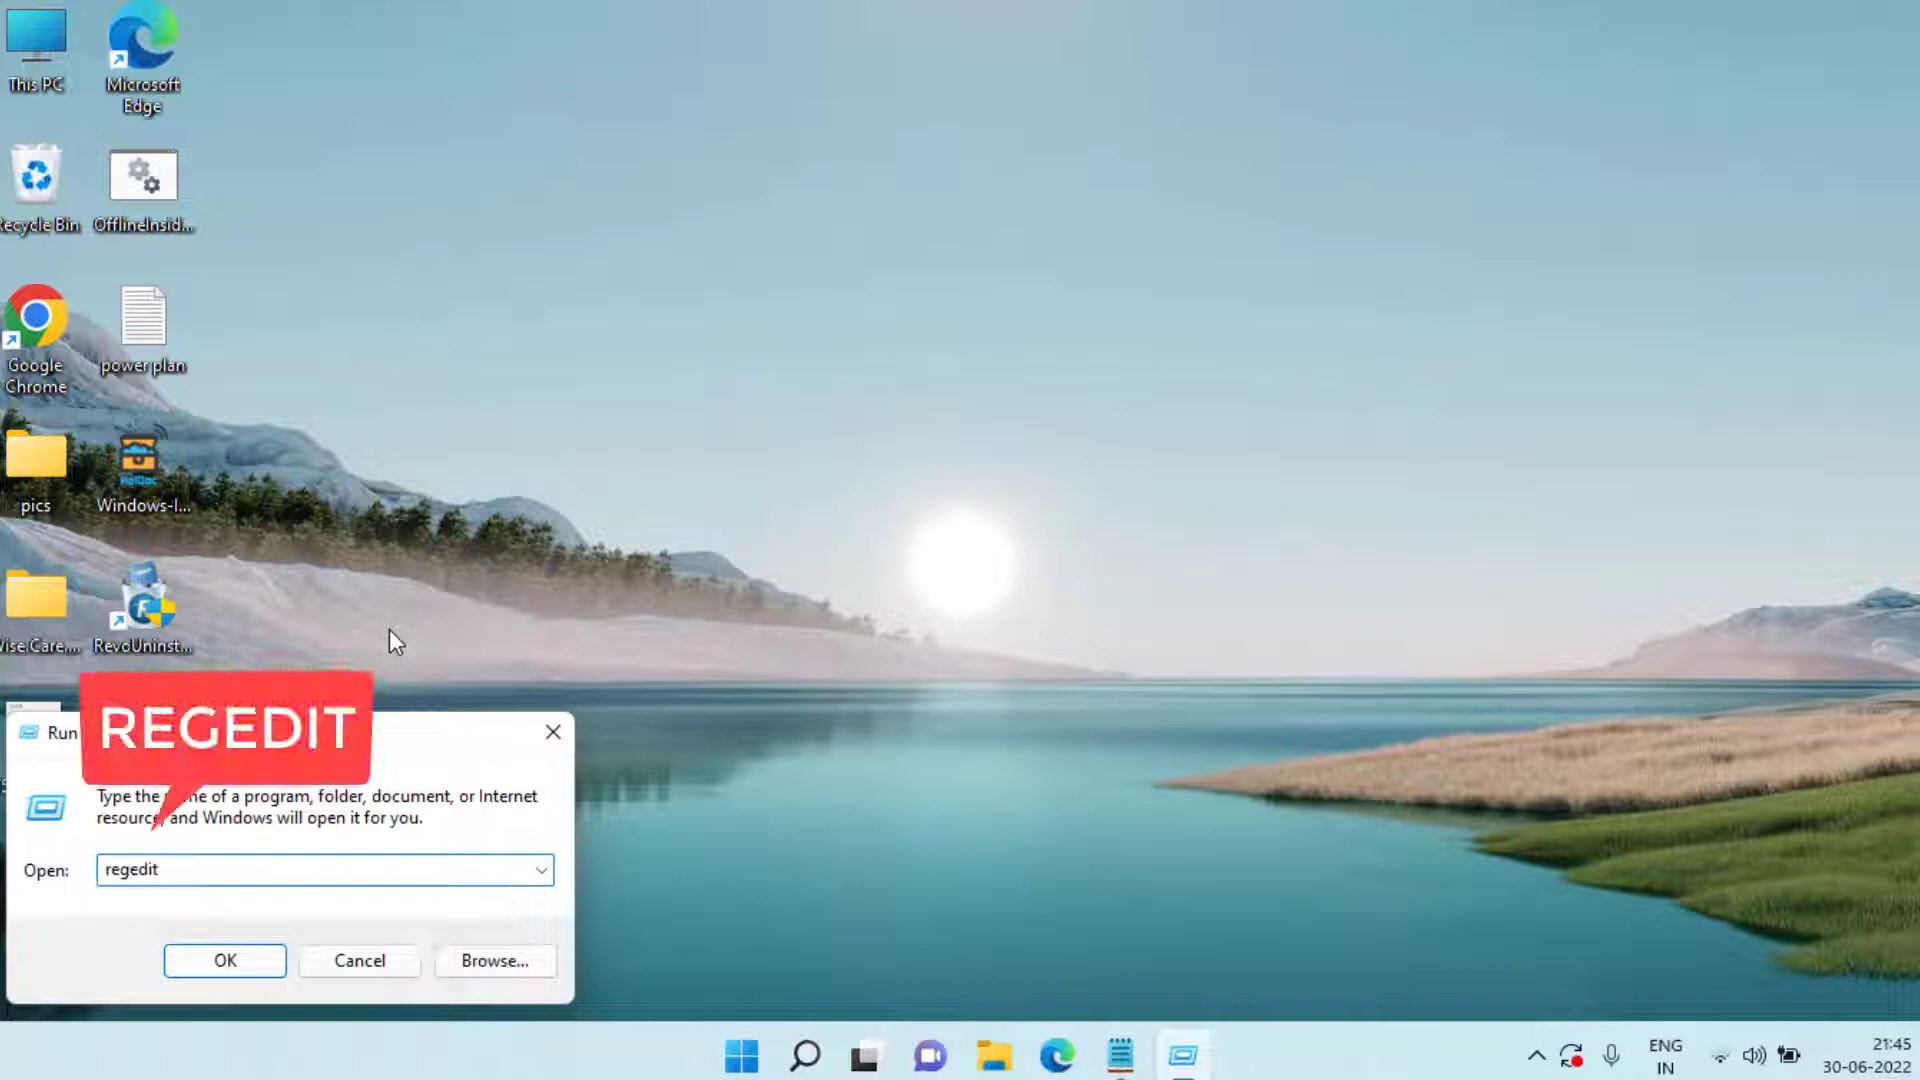 This PC
Microsoft
Edge
Recycle Bin
OfflineInsid...
Google
Chrome
power plan
pics
Windows-I...
Wise Care....
RevoUninst...
REGEDIT
Run
Type the name of a program, folder, document, or Internet
resource, and Windows will open it for you.
Open:
regedit
OK
Cancel
Browse...
ENG
IN
21:45
30-06-2022